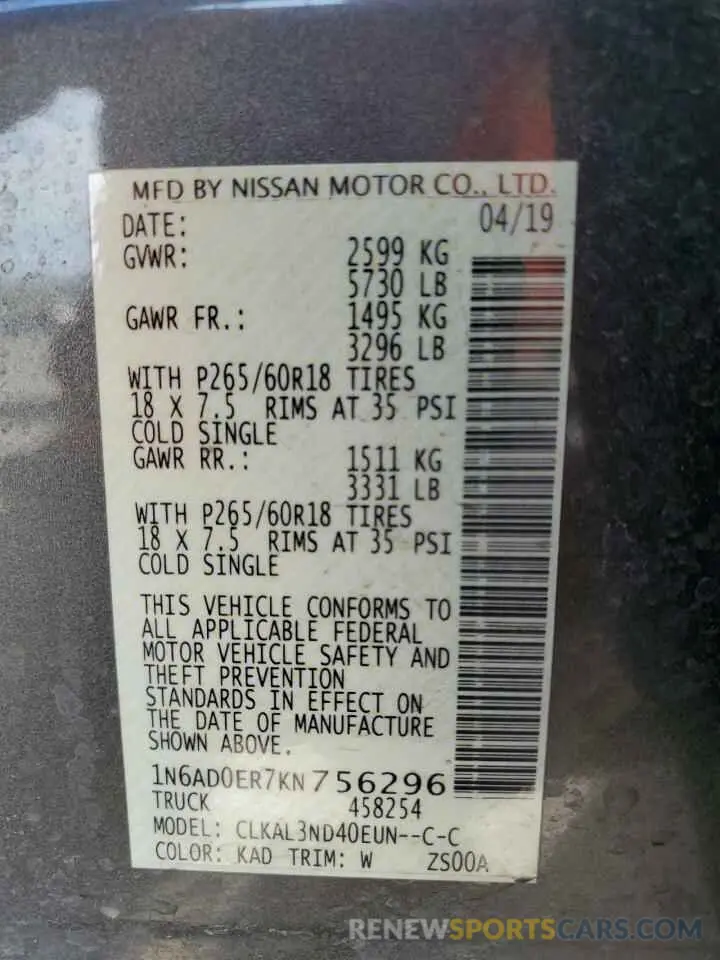 MFD BY NISSAN MOTOR CO., LTD.
DATE: 04/19
GVWR: 2599 KG
5730 LB
GAWR FR.: 1495 KG
3296 LB
WITH P265/60R18 TIRES
18 X 7.5 RIMS AT 35 PSI
COLD SINGLE
GAWR RR.: 1511 KG
3331 LB
WITH P265/60R18 TIRES
18 X 7.5 RIMS AT 35 PSI
COLD SINGLE
THIS VEHICLE CONFORMS TO
ALL APPLICABLE FEDERAL
MOTOR VEHICLE SAFETY AND
THEFT PREVENTION
STANDARDS IN EFFECT ON
THE DATE OF MANUFACTURE
SHOWN ABOVE.
1N6AD0ER7KN756296
TRUCK 458254
MODEL: CLKAL3ND40EUN--C-C
COLOR: KAD TRIM: W ZS00A
RENEWSPORTSCARS.COM